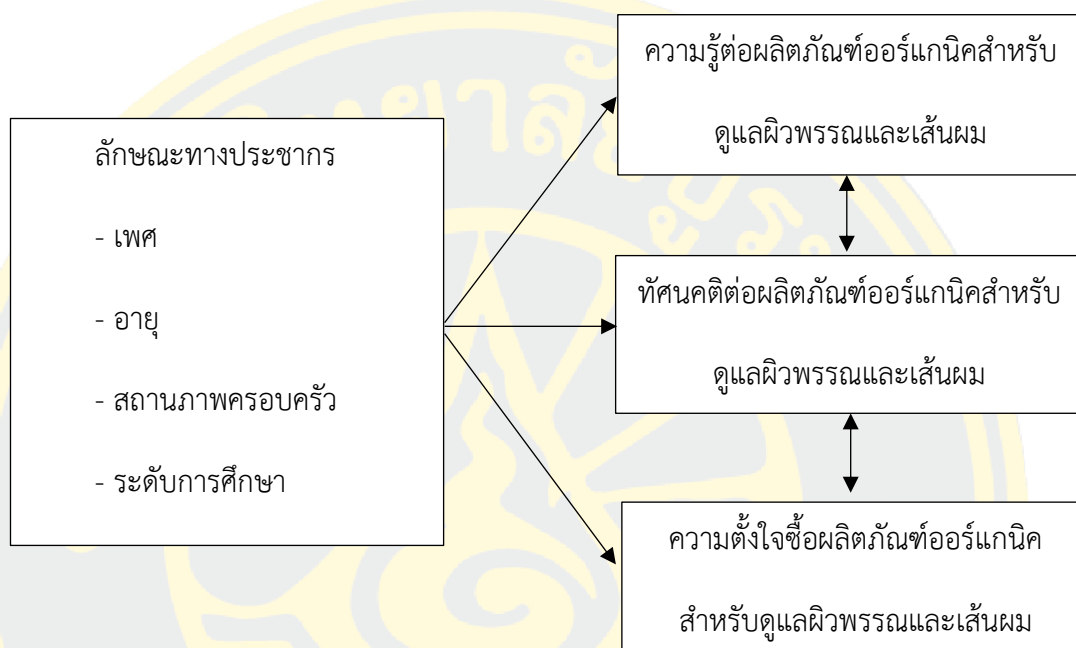 ความรู้ต่อผลิตภัณฑ์ออร์แกนิคสำหรับ
ดูแลผิวพรรณและเส้นผม
ลักษณะทางประชากร
- เพศ
- อายุ
- สถานภาพครอบครัว
- ระดับการศึกษา
ทัศนคติต่อผลิตภัณฑ์ออร์แกนิคสำหรับ
ดูแลผิวพรรณและเส้นผม
ความตั้งใจซื้อผลิตภัณฑ์ออร์แกนิค
สำหรับดูแลผิวพรรณและเส้นผม